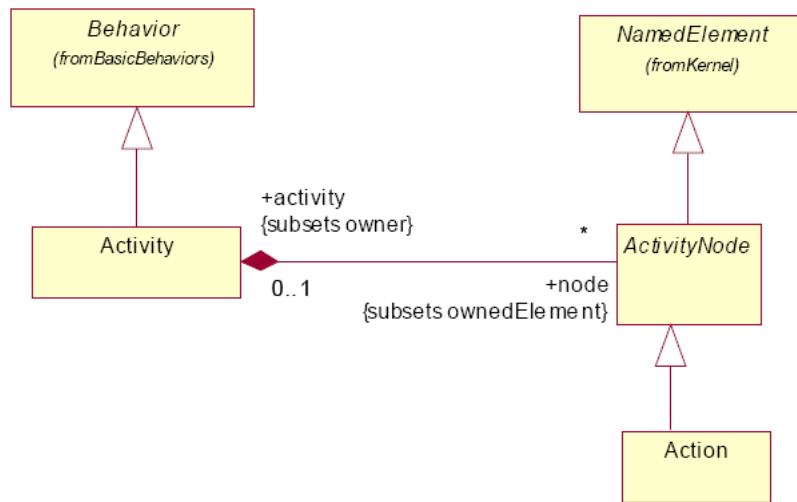 Behavior
(fromBasicBehaviors)
NamedElement
(fromKernel)
+activity
{subsets owner}
*
Activity
ActivityNode
0..1
+node
{subsets ownedElement}
Action